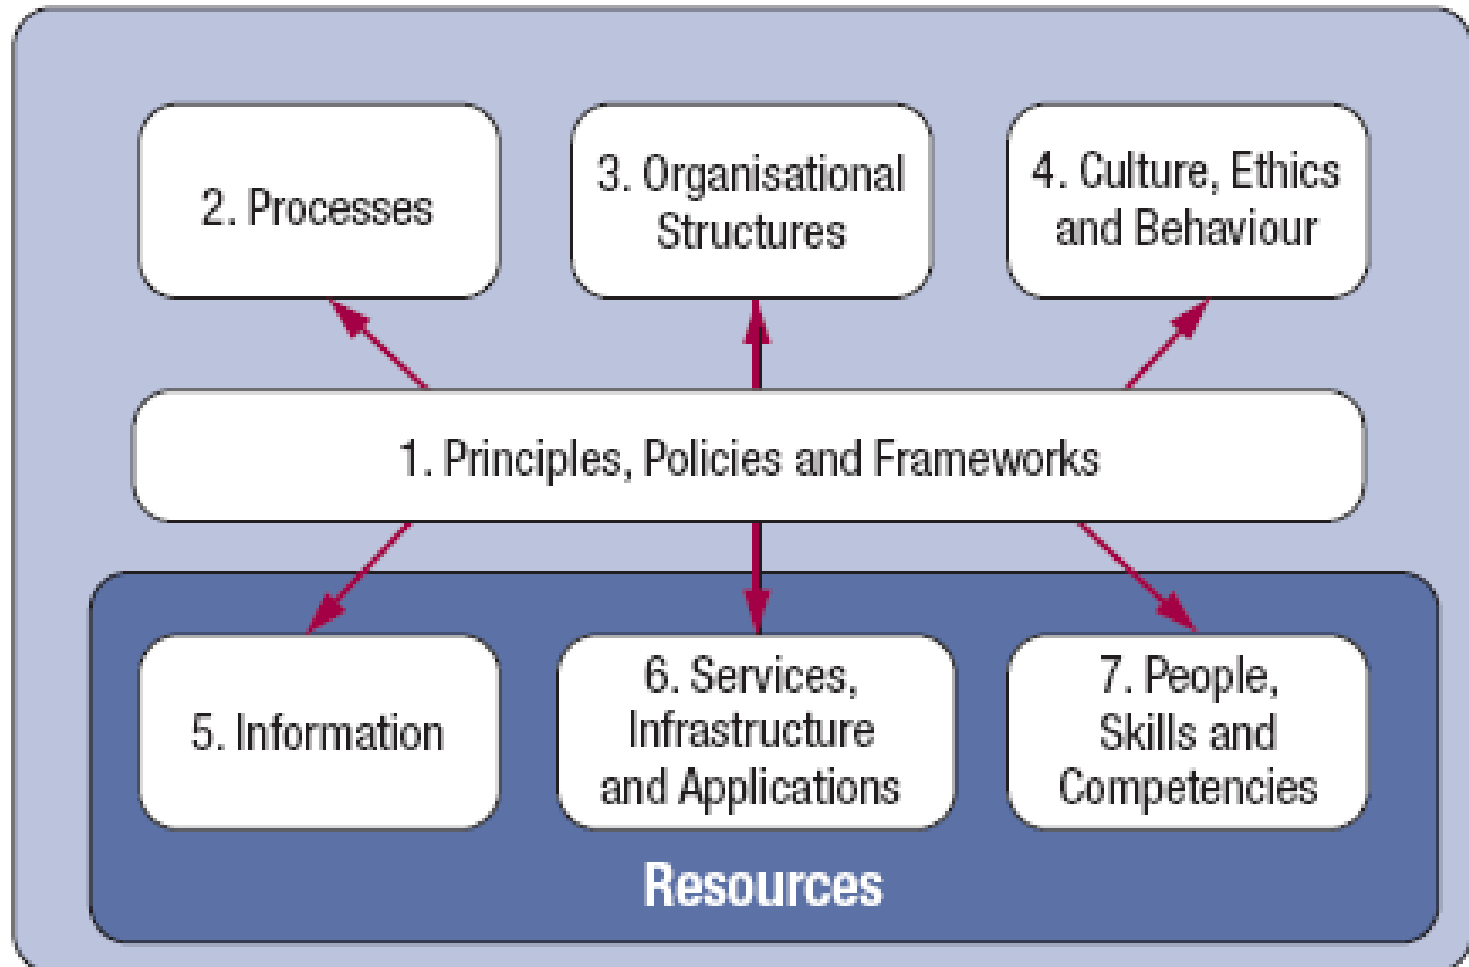 2. Processes
3. Organisational
Structures
4. Culture, Ethics
and Behaviour
1. Principles, Policies and Frameworks
5. Information
6. Services,
Infrastructure
and Applications
7. People,
Skills and
Competencies
Resources